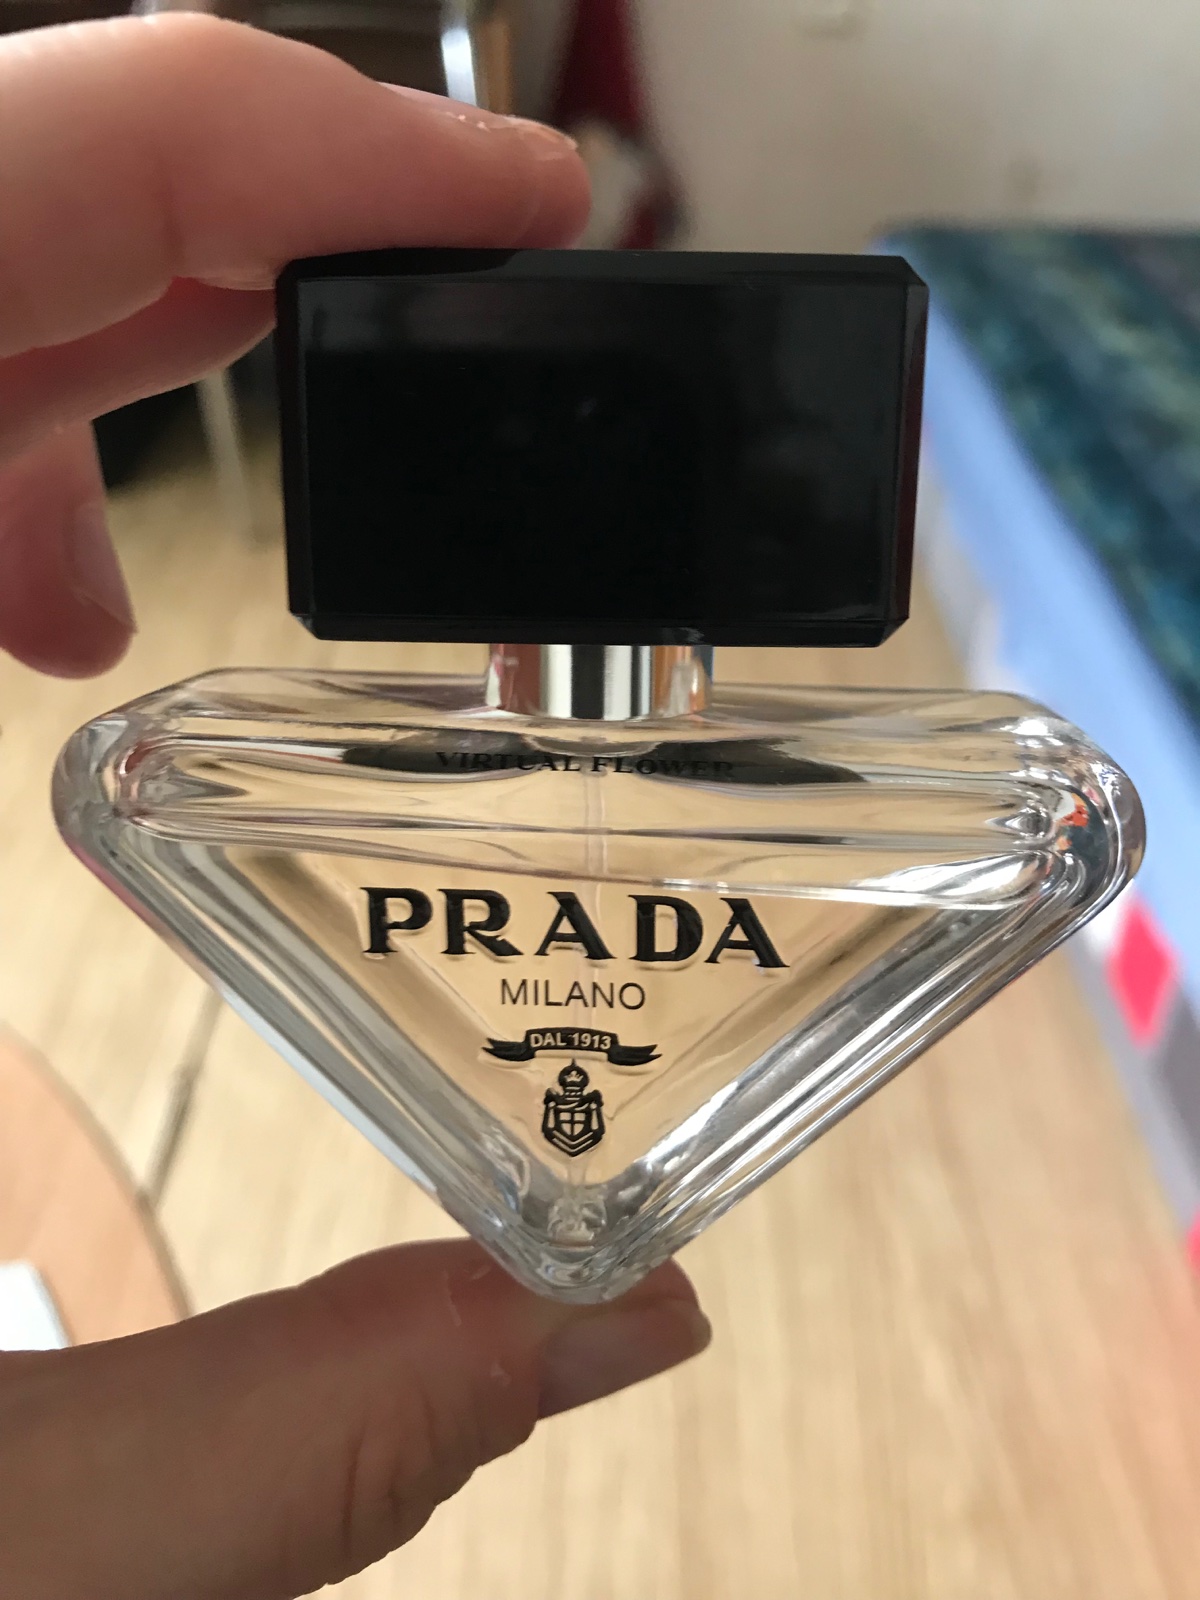 VIRTUAL FLOWER
PRADA
MILANO
DAL 1913